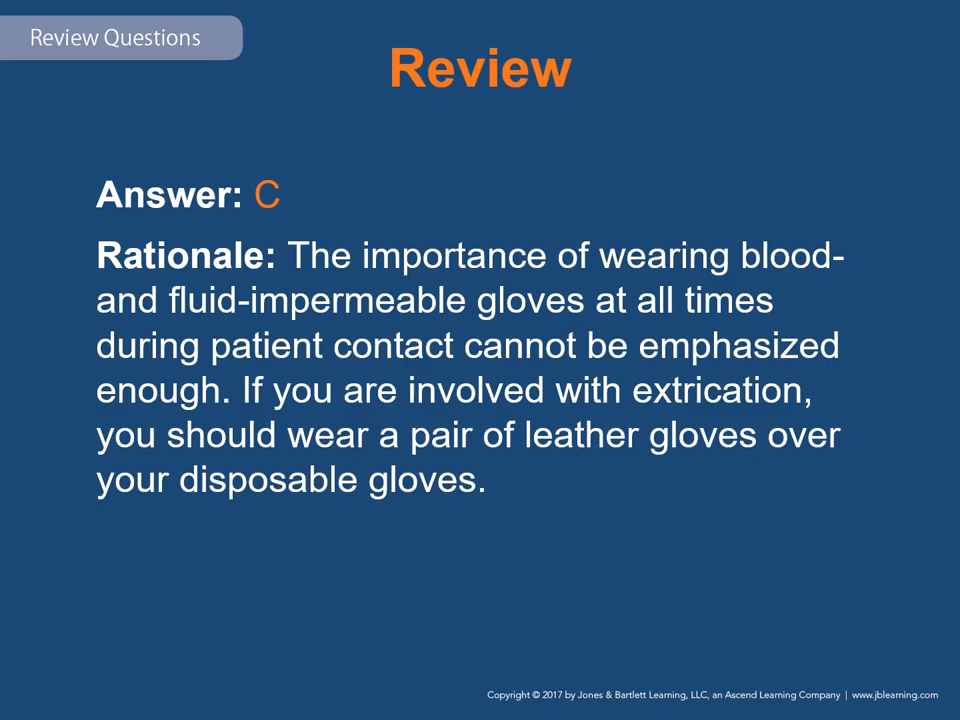 Review Questions
Review
Answer: C
Rationale: The importance of wearing blood-
and fluid-impermeable gloves at all times
during patient contact cannot be emphasized
enough. If you are involved with extrication,
you should wear a pair of leather gloves over
your disposable gloves.
Copyright © 2017 by Jones & Bartlett Learning, LLC, an Ascend Learning Company | www.jblearning.com